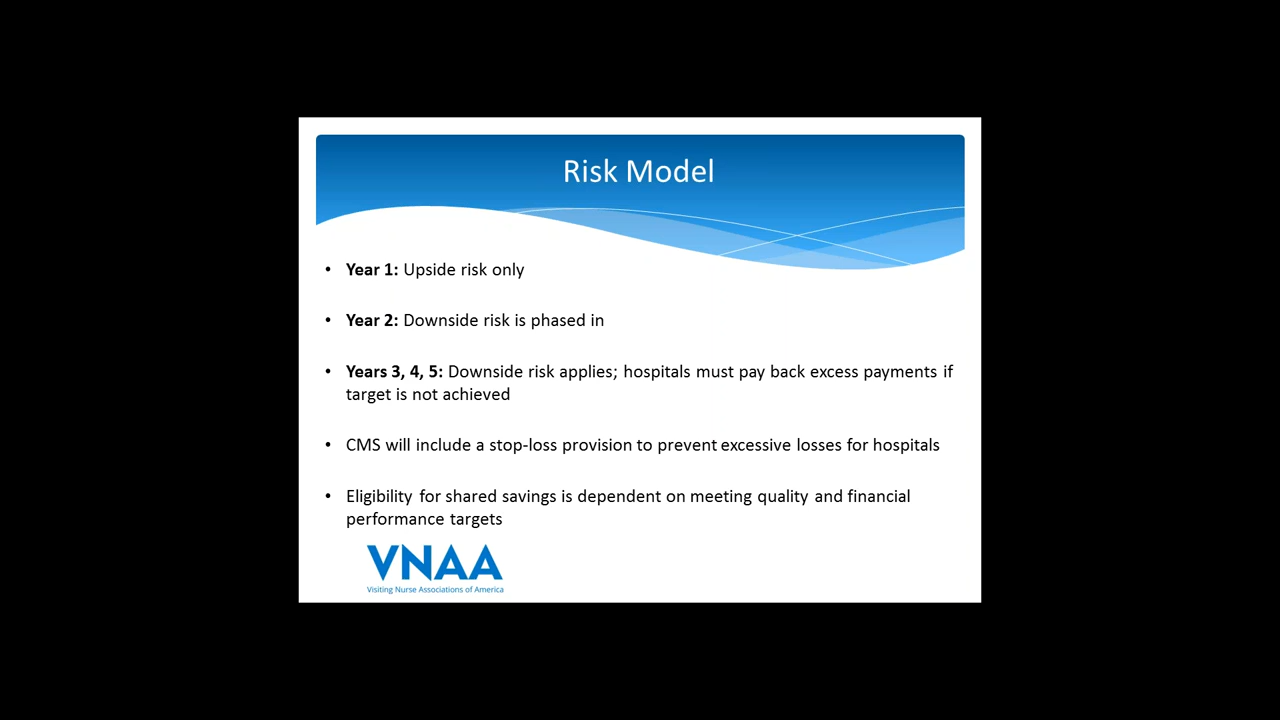 Risk Model
• Year 1: Upside risk only
• Year 2: Downside risk is phased in
• Years 3, 4, 5: Downside risk applies; hospitals must pay back excess payments if
target is not achieved
• CMS will include a stop-loss provision to prevent excessive losses for hospitals
• Eligibility for shared savings is dependent on meeting quality and financial
performance targets
VNAA
Visiting Nurse Associations of America